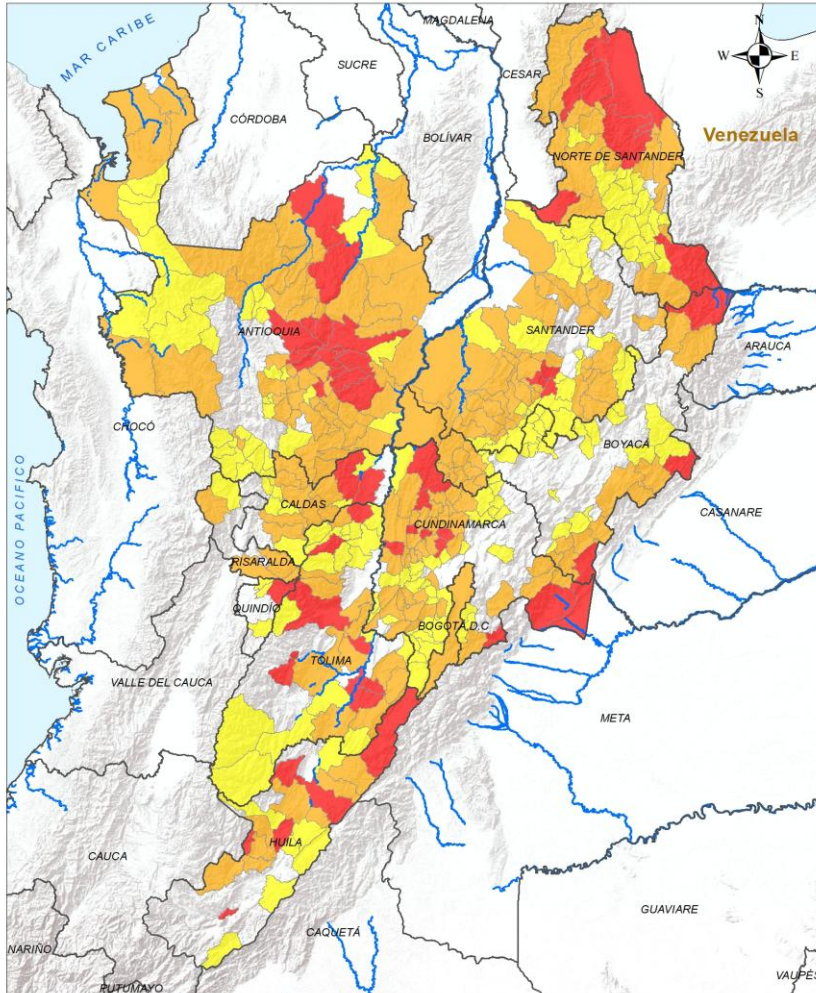 MAGDALENA
MAR CARIBE
N
W
E
S
SUCRE
CESAR
CÓRDOBA
BOLÍVAR
Venezuela
NORTE DE SANTANDER
ANTIOQUIA
SANTANDER
ARAUCA
CHOCÓ
BOYACÁ
OCEANO PACIFICO
CALDAS
CUNDINAMARCA
CASANARE
RISARALDA
QUINDÍO
BOGOTÁ D.C
TOLIMA
VALLE DEL CAUCA
META
HUILA
CAUCA
GUAVIARE
CAQUETÁ
NARIÑO
PUTUMAYO
VAUPÉS